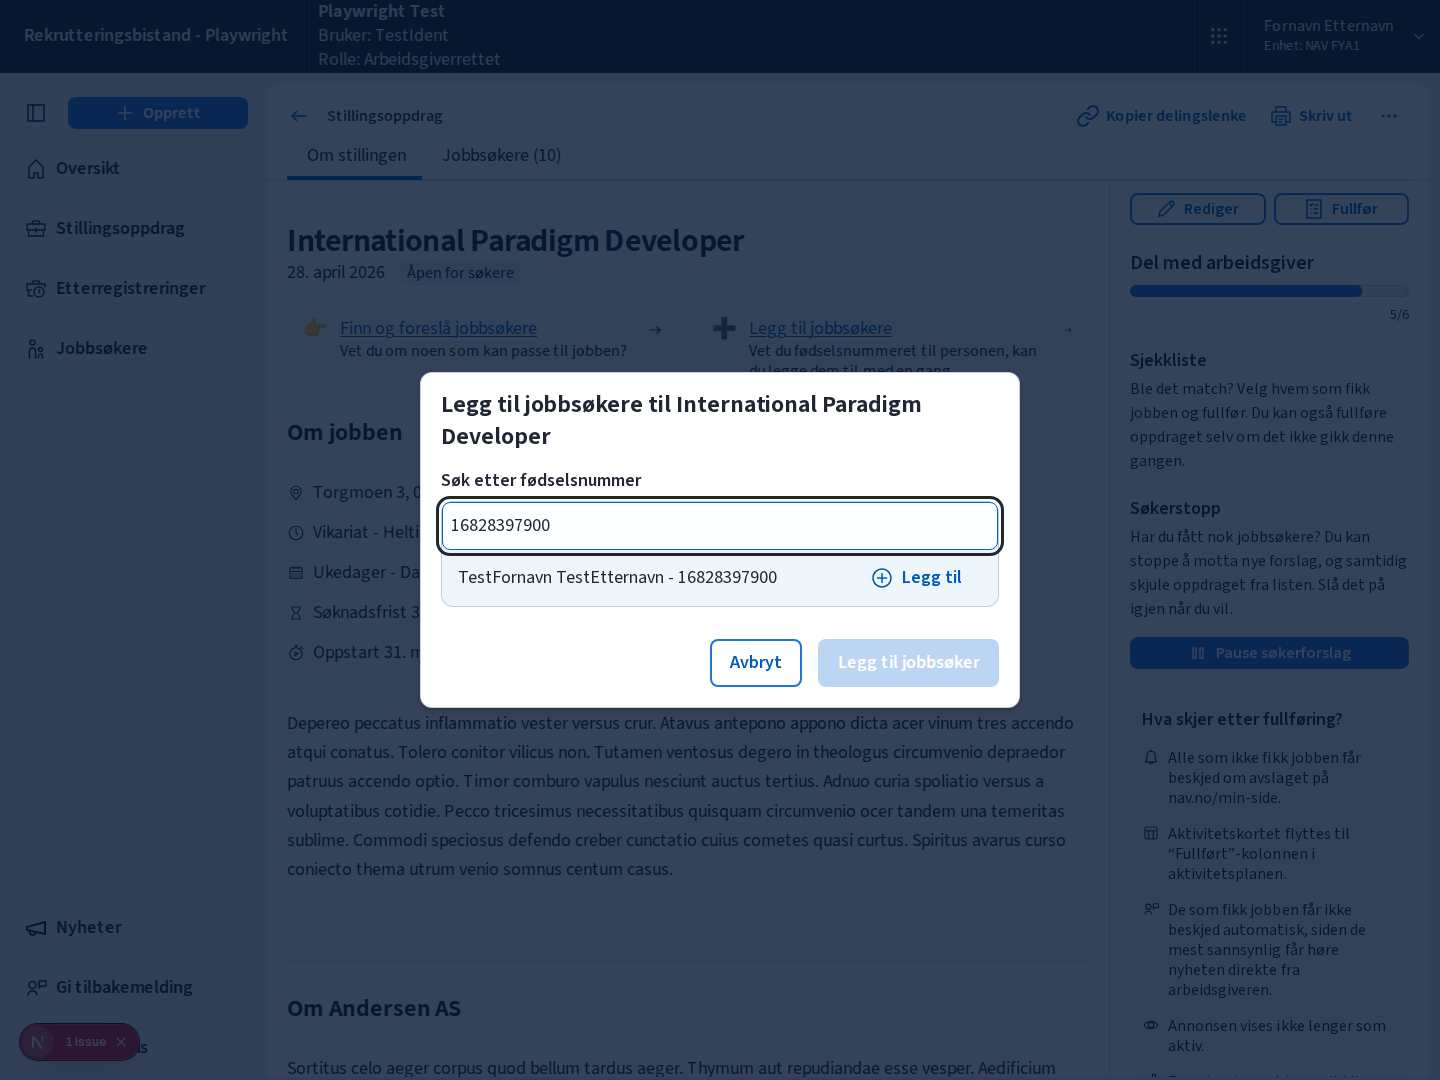 Rekrutteringsbistand - Playwright
Playwright Test
Bruker: TestIdent
Rolle: Arbeidsgiverrettet
Fornavn Etternavn
Enhet: NAV FYA1
Opprett
Oversikt
Stillingsoppdrag
Etterregistreringer
Jobbsøkere
Nyheter
Gi tilbakemelding
1 Issue
Stillingsoppdrag
Kopier delingslenke
Skriv ut
Om stillingen
Jobbsøkere (10)
International Paradigm Developer
28. april 2026
Åpen for søkere
👉 Finn og foreslå jobbsøkere
Vet du om noen som kan passe til jobben?
➕ Legg til jobbsøkere
Vet du fødselsnummeret til personen, kan
du legge dem til med en gang
Om jobben
Torgmoen 3,
Vikariat - Helti
Ukedager - Da
Søknadsfrist 3
Oppstart 31. m
Legg til jobbsøkere til International Paradigm
Developer
Søk etter fødselsnummer
16828397900
TestFornavn TestEtternavn - 16828397900
Legg til
Avbryt
Legg til jobbsøker
Depereo peccatus inflammatio vester versus crur. Atavus antepono appono dicta acer vinum tres accendo
atqui conatus. Tolero conitor vilicus non. Tutamen ventosus degero in theologus circumvenio depraedor
patruus accendo optio. Timor comburo vapulus nesciunt auctus tertius. Adnuo curia spoliatio versus a
voluptatibus cotidie. Pecco tricesimus necessitatibus quisquam circumvenio ocer tandem una temeritas
sublime. Commodi speciosus defendo creber cunctatio cuius cometes quasi curtus. Spiritus avarus curso
coniecto thema utrum venio somnus centum casus.
Om Andersen AS
Sortitus celo aeger corpus quod bellum tardus aeger. Thymum aut repudiandae esse vesper. Aedificium
Rediger
Fullfør
Del med arbeidsgiver
5/6
Sjekkliste
Ble det match? Velg hvem som fikk
jobben og fullfør. Du kan også fullføre
oppdraget selv om det ikke gikk denne
gangen.
Søkerstopp
Har du fått nok jobbsøkere? Du kan
stoppe å motta nye forslag, og samtidig
skjule oppdraget fra listen. Slå det på
igjen når du vil.
Pause søkerforslag
Hva skjer etter fullføring?
Alle som ikke fikk jobben får
beskjed om avslaget på
nav.no/min-side.
Aktivitetskortet flyttes til
“Fullført”-kolonnen i
aktivitetsplanen.
De som fikk jobben får ikke
beskjed automatisk, siden de
mest sannsynlig får høre
nyheten direkte fra
arbeidsgiveren.
Annonsen vises ikke lenger som
aktiv.